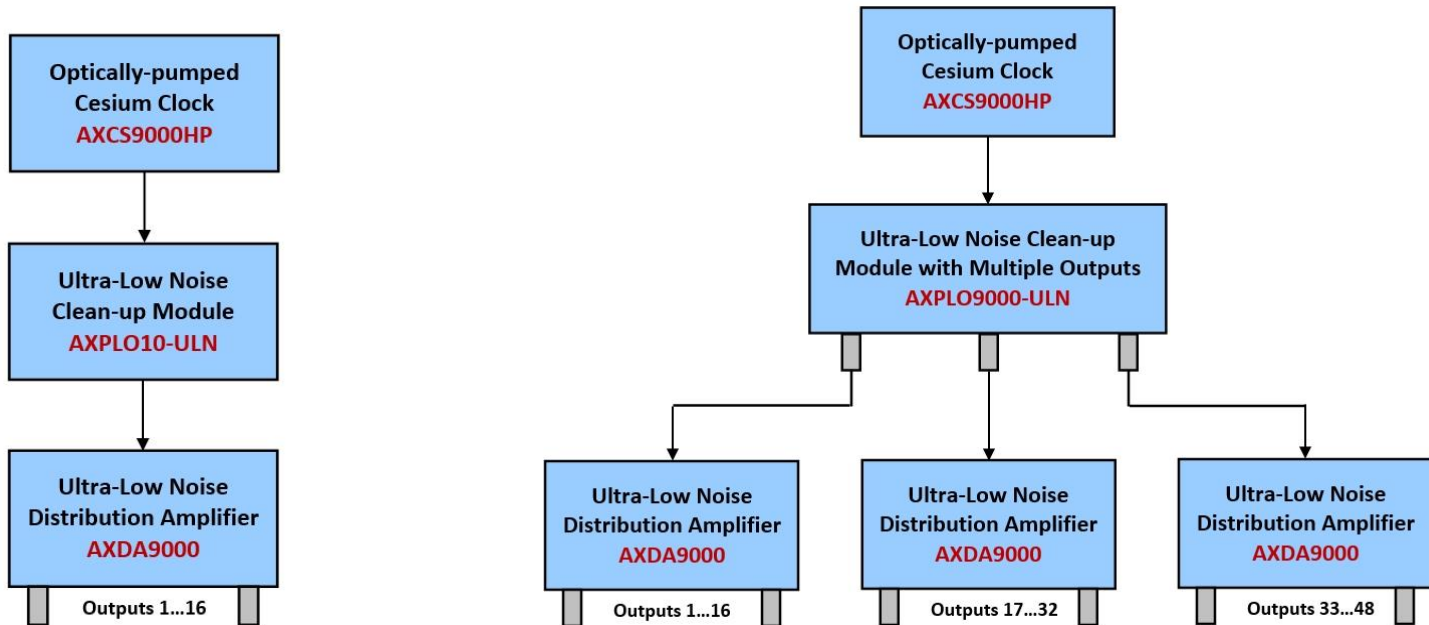 Optically-pumped
Cesium Clock
AXCS9000HP
Ultra-Low Noise
Clean-up Module
AXPLO10-ULN
Ultra-Low Noise
Distribution Amplifier
AXDA9000
Outputs 1...16
Optically-pumped
Cesium Clock
AXCS9000HP
Ultra-Low Noise Clean-up
Module with Multiple Outputs
AXPLO9000-ULN
Ultra-Low Noise
Distribution Amplifier
AXDA9000
Outputs 1...16
Ultra-Low Noise
Distribution Amplifier
AXDA9000
Outputs 17...32
Ultra-Low Noise
Distribution Amplifier
AXDA9000
Outputs 33...48